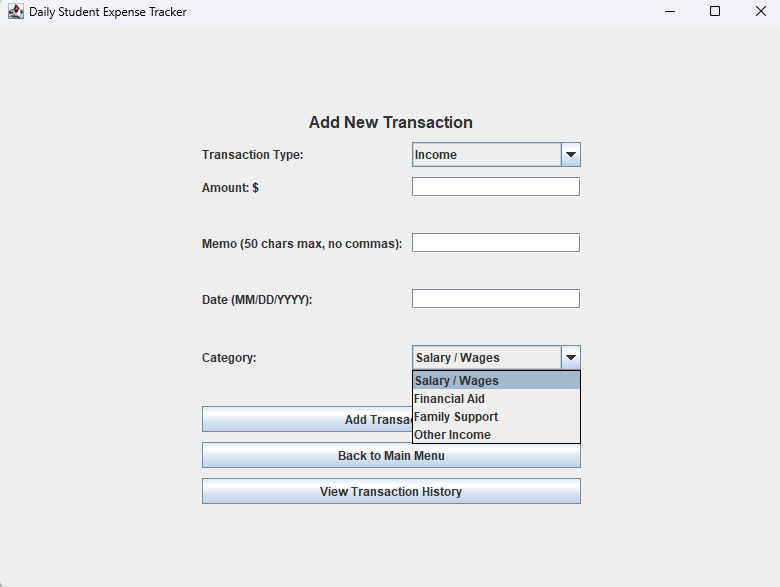 Daily Student Expense Tracker
Add New Transaction
Transaction Type: Income
Amount: $
Memo (50 chars max, no commas):
Date (MM/DD/YYYY):
Category: Salary / Wages
Salary / Wages
Financial Aid
Family Support
Other Income
Add Transac
Back to Main Menu
View Transaction History